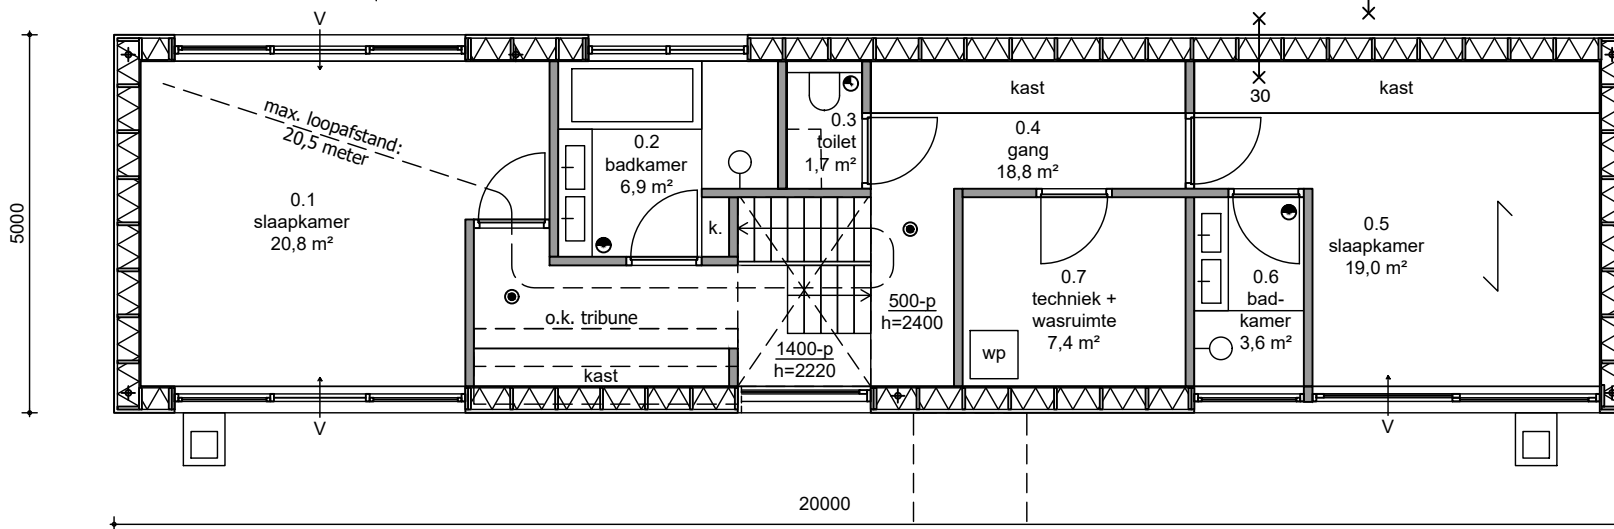 V
30
kast
kast
max. loopafstand:
20,5 meter
0.1
slaapkamer
20,8 m²
0.2
badkamer
6,9 m²
0.3
toilet
1,7 m²
0.4
gang
18,8 m²
0.5
slaapkamer
19,0 m²
0.6
bad-
kamer
3,6 m²
0.7
techniek +
wasruimte
7,4 m²
k.
wp
o.k. tribune
500-p
h=2400
1400-p
h=2220
kast
V
V
5000
20000